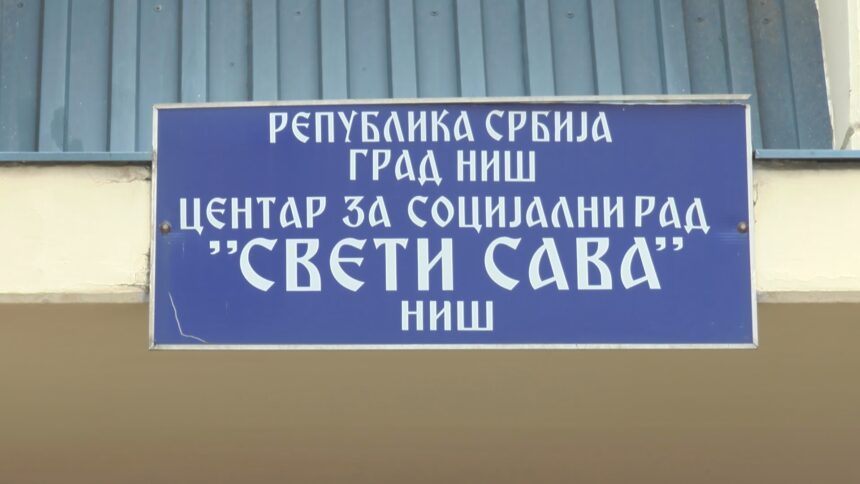 РЕПУБЛИКА СРБИЈА
ГРАД НИШ
ЦЕНТАР ЗА СОЦИЈАЛНИ РАД
"СВЕТИ САВА"
НИШ